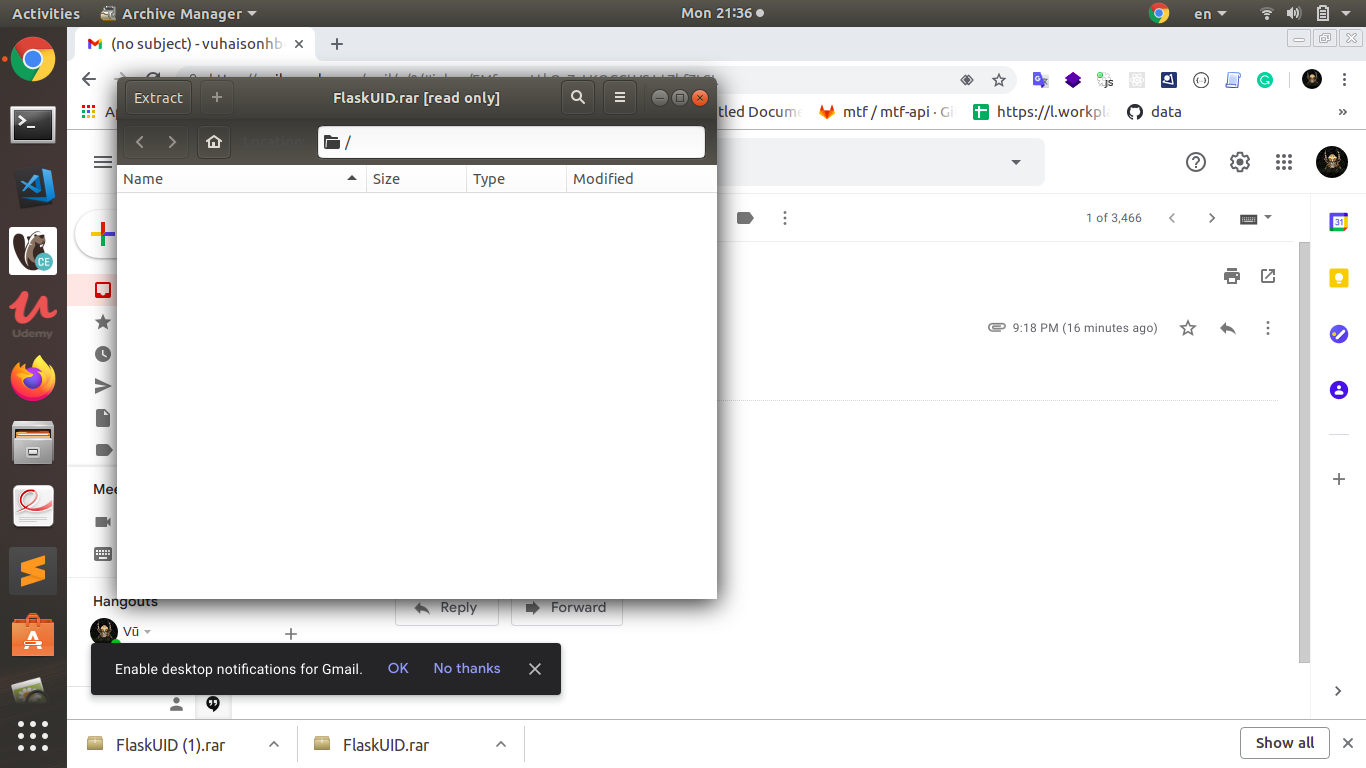 Activities Archive Manager Mon 21:36 en
(no subject) - vuhaisonhb
Extract FlaskUID.rar [read only]
tled Docume mtf / mtf-api · Gi https://l.workpla data »
/
Name Size Type Modified
1 of 3,466
31
9:18 PM (16 minutes ago)
CE
Udemy
Mee
Hangouts
Reply Forward
Vũ
Enable desktop notifications for Gmail. OK No thanks
FlaskUID (1).rar FlaskUID.rar Show all